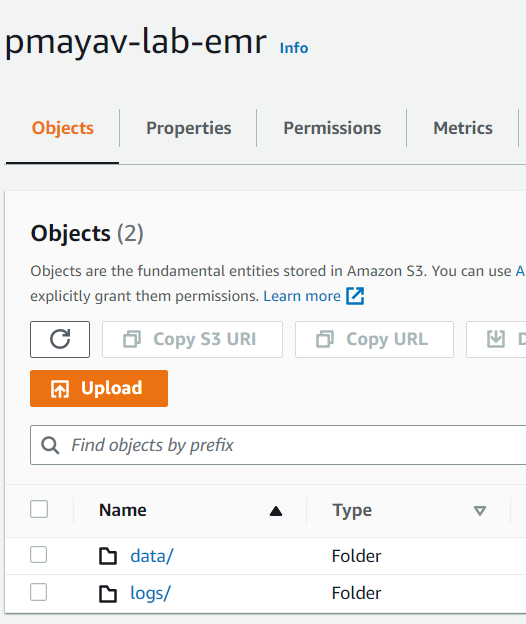 pmayav-lab-emr Info
Objects Properties Permissions Metrics
Objects (2)
Objects are the fundamental entities stored in Amazon S3. You can use A
explicitly grant them permissions. Learn more
Copy S3 URI Copy URL D
Upload
Find objects by prefix
Name Type
data/ Folder
logs/ Folder